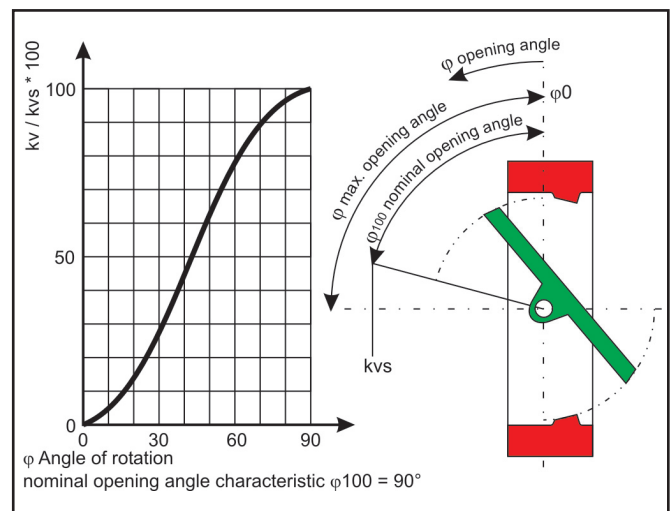 kv / kvs * 100
100
50
0
0
30
60
90
φ Angle of rotation
nominal opening angle characteristic φ100 = 90°
φ opening angle
φ0
φ max. opening angle
φ100 nominal opening angle
kvs